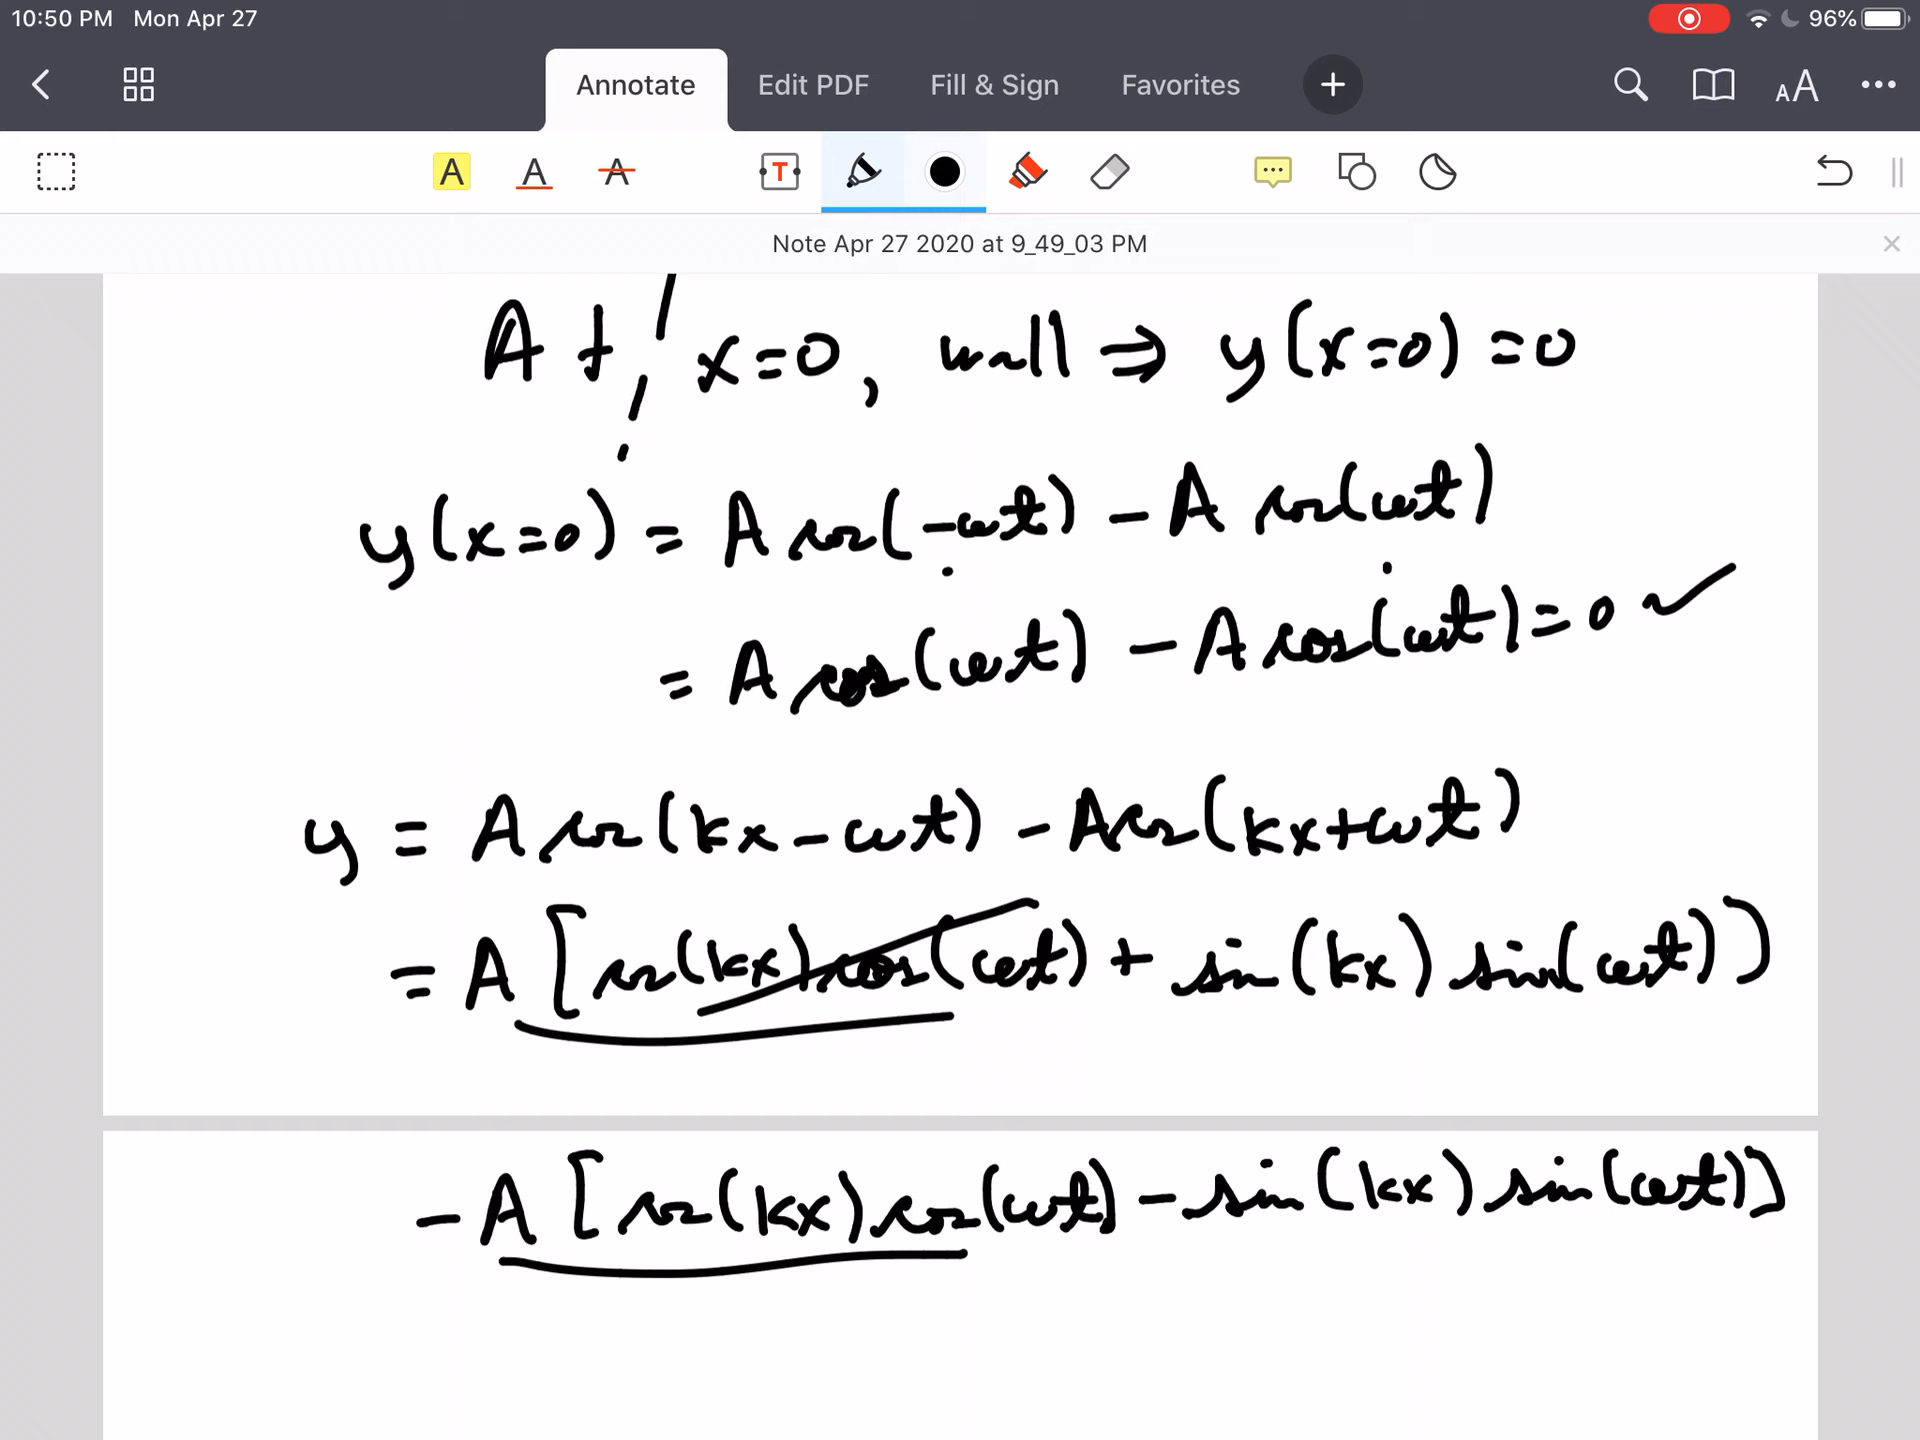 10:50 PM Mon Apr 27 96%
Annotate Edit PDF Fill & Sign Favorites
A A A T AA
Note Apr 27 2020 at 9_49_03 PM
At x=0, wall ⇒ y(x=0) =0
y(x=0) = A cos(-ωt) - A cos(ωt)
= A cos(ωt) - A cos(ωt)=0 ✓
y = A cos(kx-ωt) - A cos(kx+ωt)
= A [cos(kx)cos(ωt) + sin(kx) sin(ωt)]
- A [cos(kx)cos(ωt) - sin(kx) sin(ωt)]